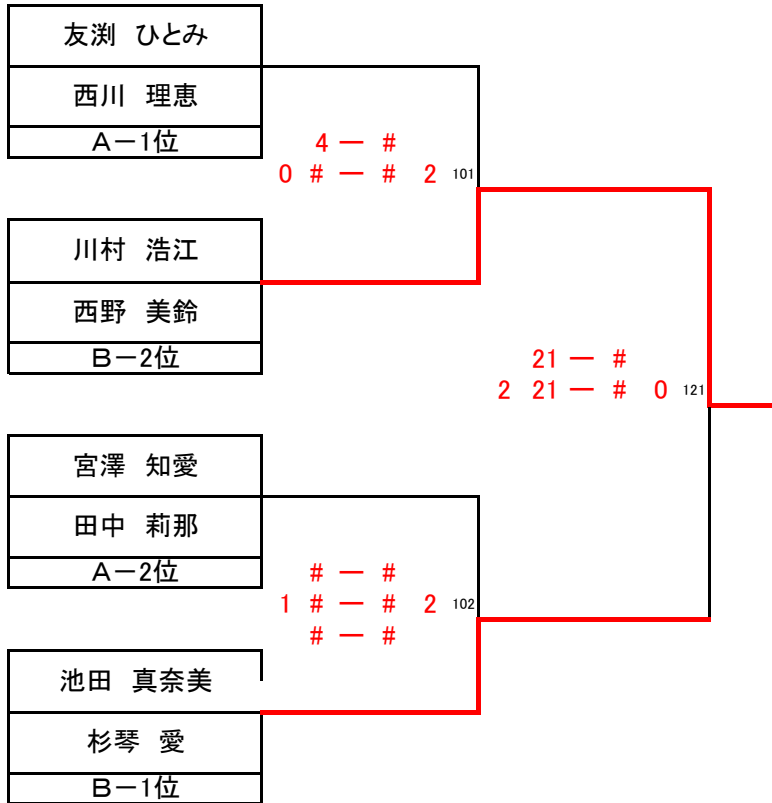 友渕 ひとみ
西川 理恵
A－1位
4 － #
0 # － # 2 101
川村 浩江
西野 美鈴
B－2位
21 － #
2 21 － # 0 121
宮澤 知愛
田中 莉那
A－2位
# － #
1 # － # 2 102
# － #
池田 真奈美
杉琴 愛
B－1位